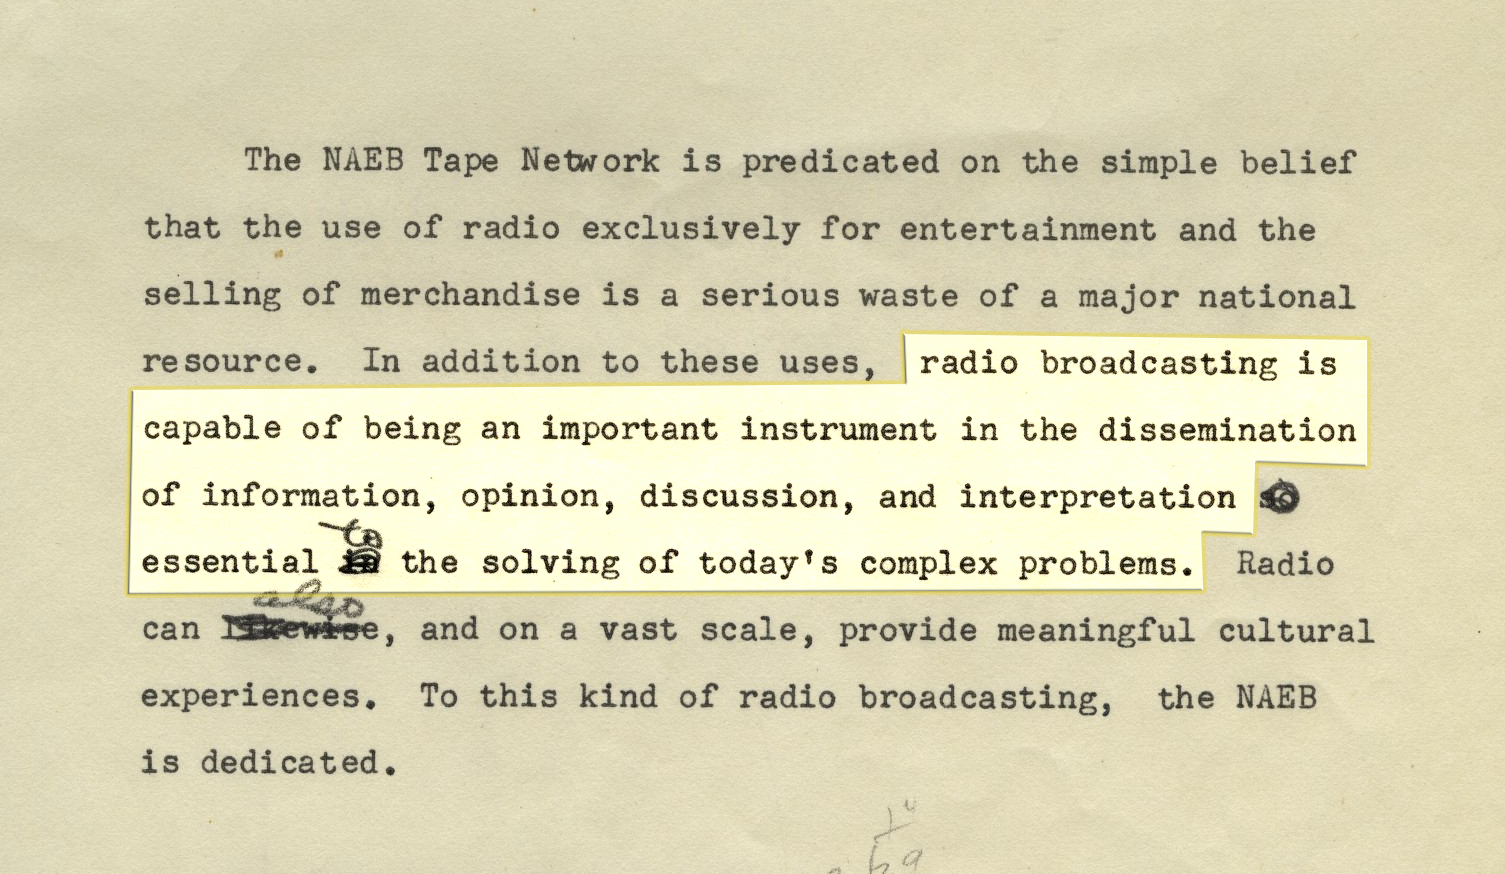 The NAEB Tape Network is predicated on the simple belief
that the use of radio exclusively for entertainment and the
selling of merchandise is a serious waste of a major national
resource. In addition to these uses, radio broadcasting is
capable of being an important instrument in the dissemination
of information, opinion, discussion, and interpretation
essential to the solving of today's complex problems. Radio
can also, and on a vast scale, provide meaningful cultural
experiences. To this kind of radio broadcasting, the NAEB
is dedicated.